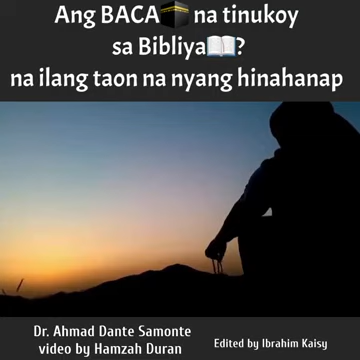 Ang BACA🕋na tinukoy
sa Bibliya📖?
na ilang taon na nyang hinahanap
Dr. Ahmad Dante Samonte
video by Hamzah Duran
Edited by Ibrahim Kaisy